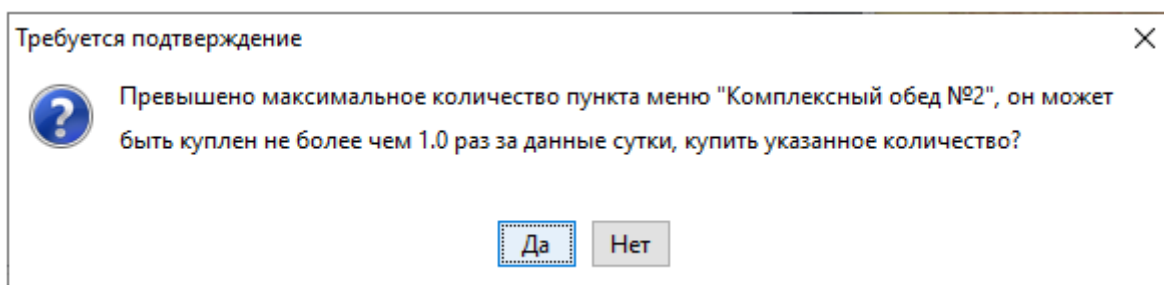 Требуется подтверждение
Превышено максимальное количество пункта меню "Комплексный обед №2", он может
быть куплен не более чем 1.0 раз за данные сутки, купить указанное количество?
Да Нет